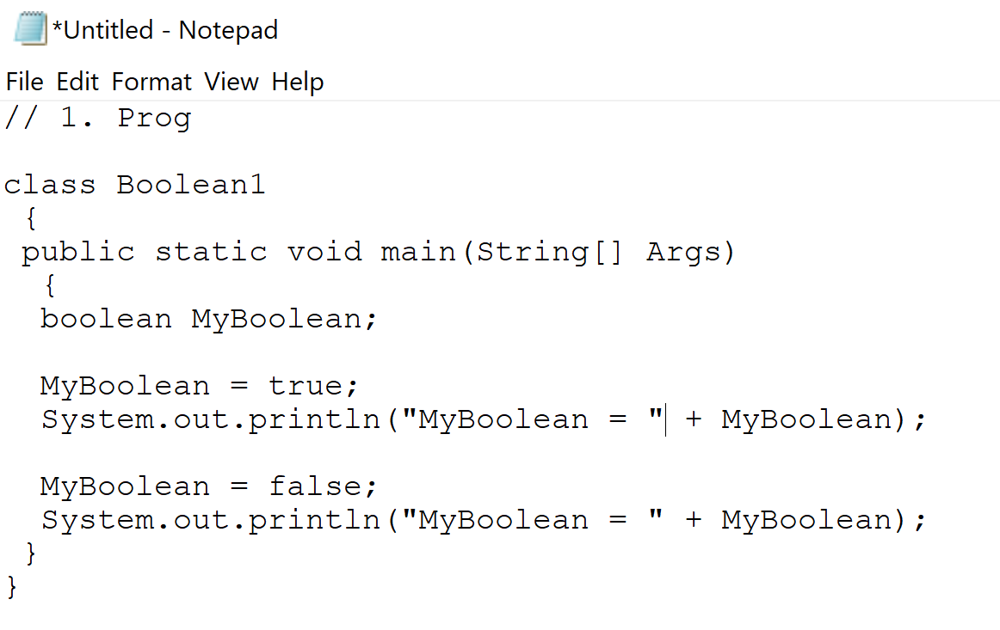 *Untitled - Notepad
File Edit Format View Help
// 1. Prog
class Boolean1
{
public static void main(String[] Args)
{
boolean MyBoolean;
MyBoolean = true;
System.out.println("MyBoolean = " + MyBoolean);
MyBoolean = false;
System.out.println("MyBoolean = " + MyBoolean);
}
}